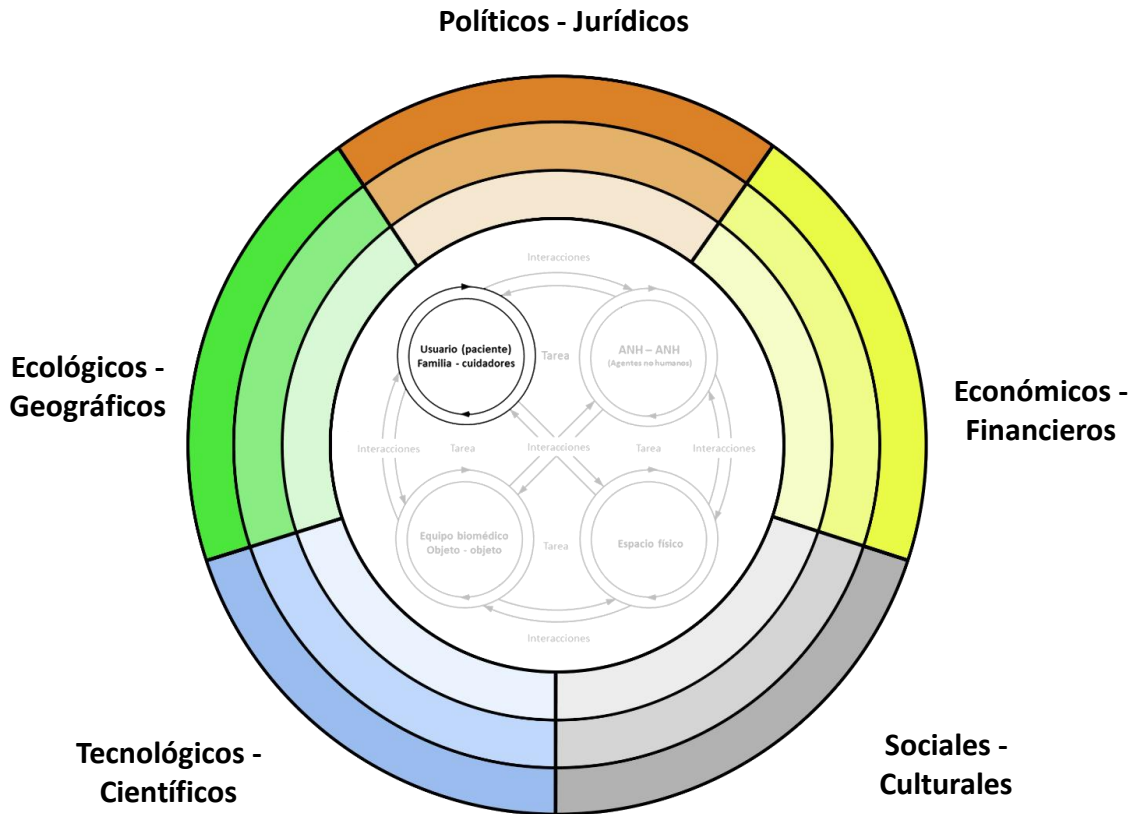 Políticos - Jurídicos
Interacciones
Usuario (paciente)
Familia - cuidadores
Tarea
ANH – ANH
(Agentes no humanos)
Ecológicos -
Geográficos
Económicos -
Financieros
Interacciones
Tarea
Interacciones
Tarea
Interacciones
Equipo biomédico
Objeto - objeto
Tarea
Espacio físico
Interacciones
Tecnológicos -
Científicos
Sociales -
Culturales